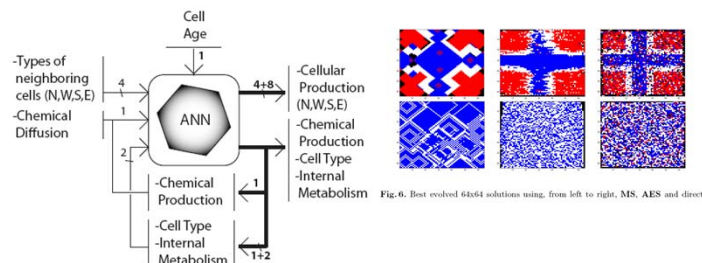 Cell
Age
1
-Types of
neighboring
cells (N,W,S,E)
4
-Chemical
Diffusion
1
2
ANN
4+8
-Cellular
Production
(N,W,S,E)
-Chemical
Production
-Cell Type
-Internal
Metabolism
-Chemical
Production
1
-Cell Type
-Internal
Metabolism
1+2
Fig. 6. Best evolved 64x64 solutions using, from left to right, MS, AES and direct